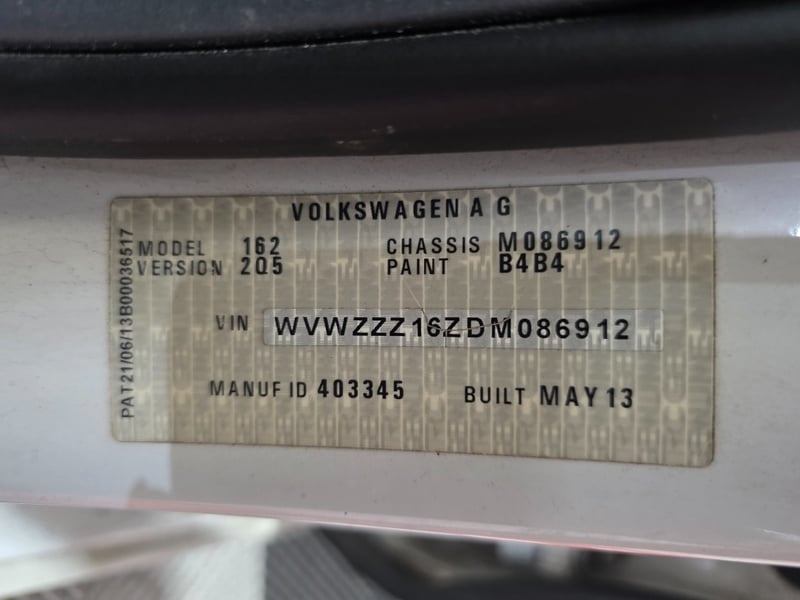 VOLKSWAGEN A G
MODEL 162 CHASSIS M086912
VERSION 2Q5 PAINT B4B4
VIN WVWZZZ16ZDM086912
MANUF ID 403345 BUILT MAY 13
PAT21/06/13B00036517